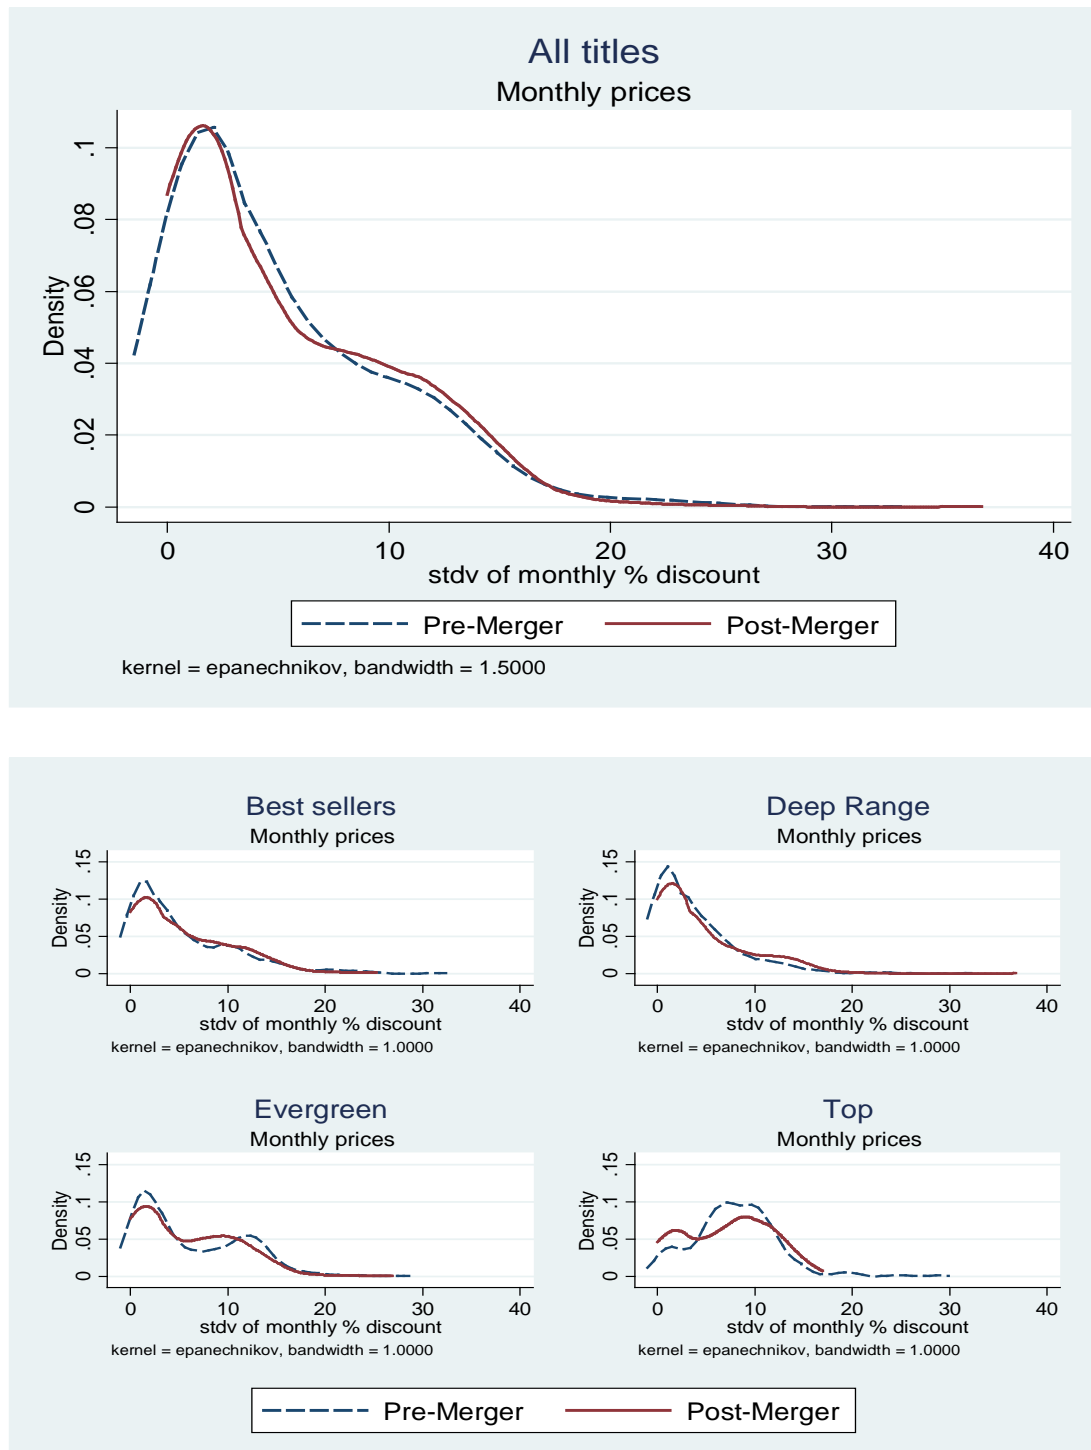 All titles
Monthly prices
Density
.1
.08
.06
.04
.02
0
0 10 20 30 40
stdv of monthly % discount
Pre-Merger Post-Merger
kernel = epanechnikov, bandwidth = 1.5000
Best sellers
Monthly prices
Density
.15
.1
.05
0
0 10 20 30 40
stdv of monthly % discount
kernel = epanechnikov, bandwidth = 1.0000
Deep Range
Monthly prices
Density
.15
.1
.05
0
0 10 20 30 40
stdv of monthly % discount
kernel = epanechnikov, bandwidth = 1.0000
Evergreen
Monthly prices
Density
.15
.1
.05
0
0 10 20 30 40
stdv of monthly % discount
kernel = epanechnikov, bandwidth = 1.0000
Top
Monthly prices
Density
.15
.1
.05
0
0 10 20 30 40
stdv of monthly % discount
kernel = epanechnikov, bandwidth = 1.0000
Pre-Merger Post-Merger